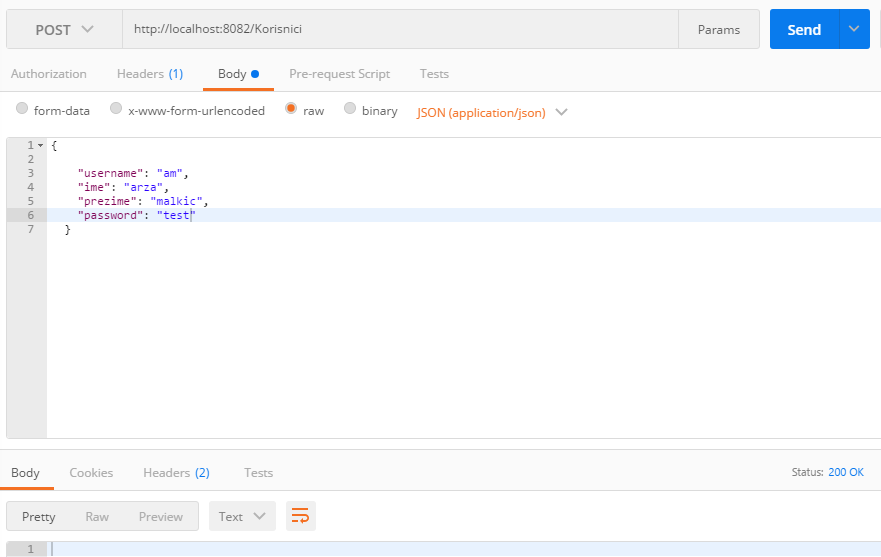 POST http://localhost:8082/Korisnici Params Send
Authorization Headers (1) Body Pre-request Script Tests
form-data x-www-form-urlencoded raw binary JSON (application/json)
1 {
2
3 "username": "am",
4 "ime": "arza",
5 "prezime": "malkic",
6 "password": "test"
7 }
Body Cookies Headers (2) Tests Status: 200 OK
Pretty Raw Preview Text
1